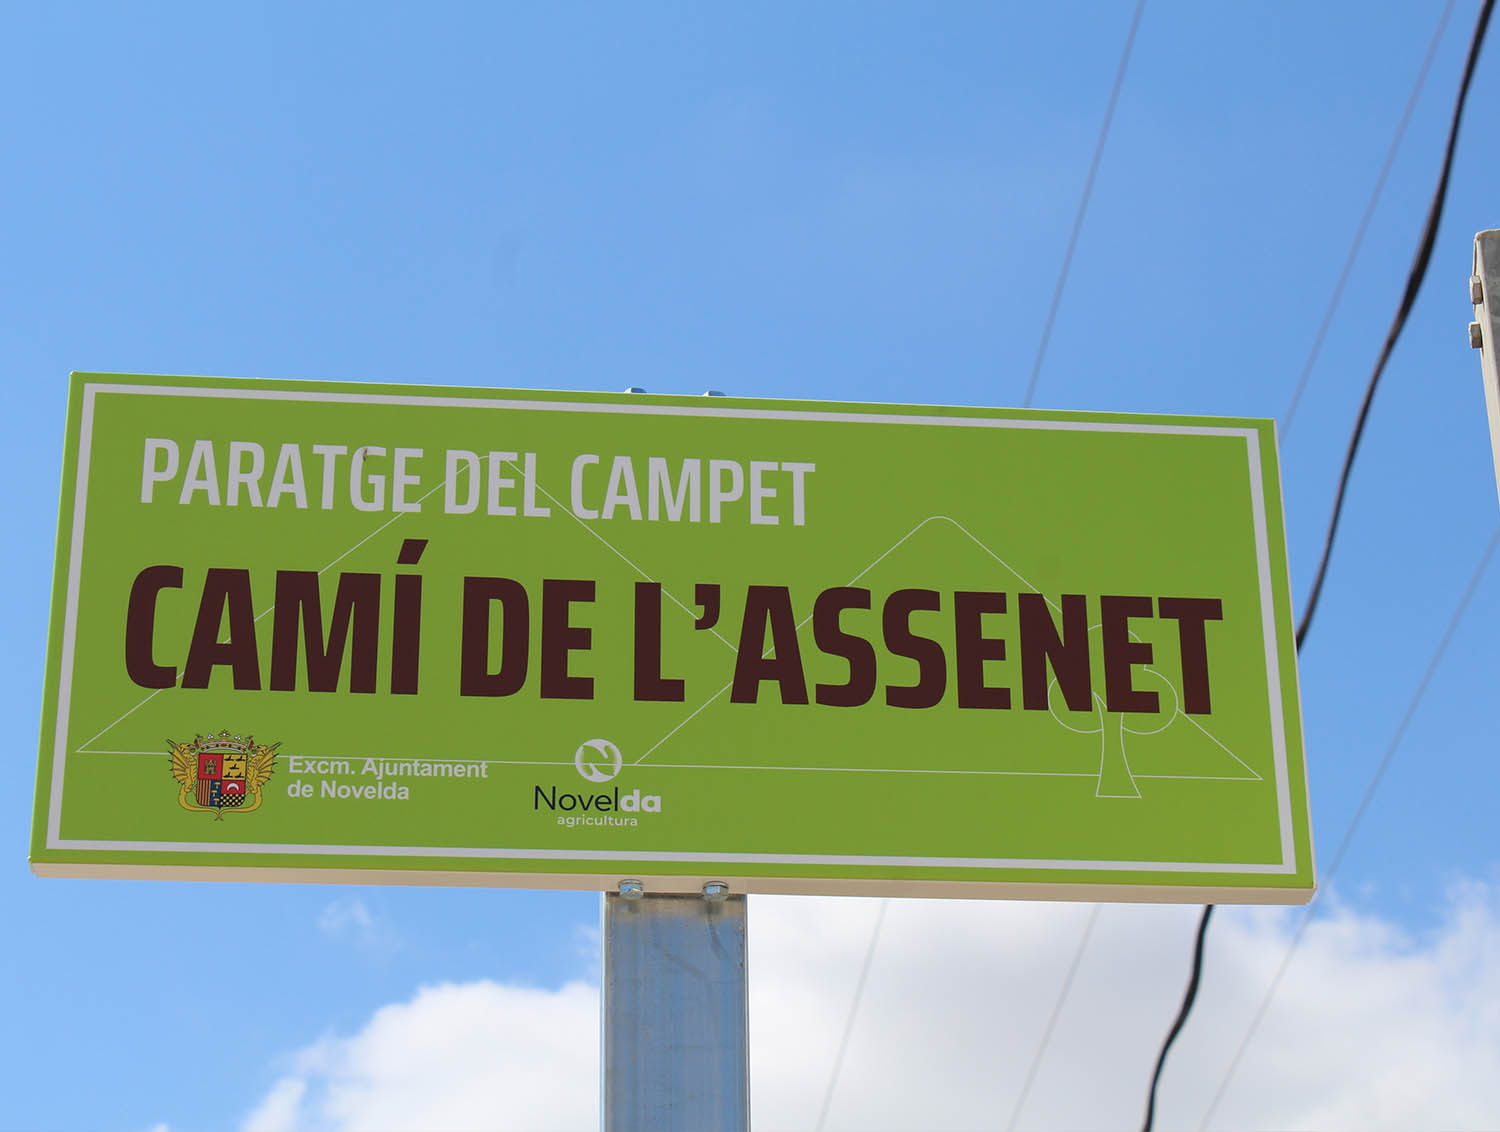 PARATGE DEL CAMPET
CAMÍ DE L'ASSENET
Excm. Ajuntament
de Novelda
Novelda
agricultura